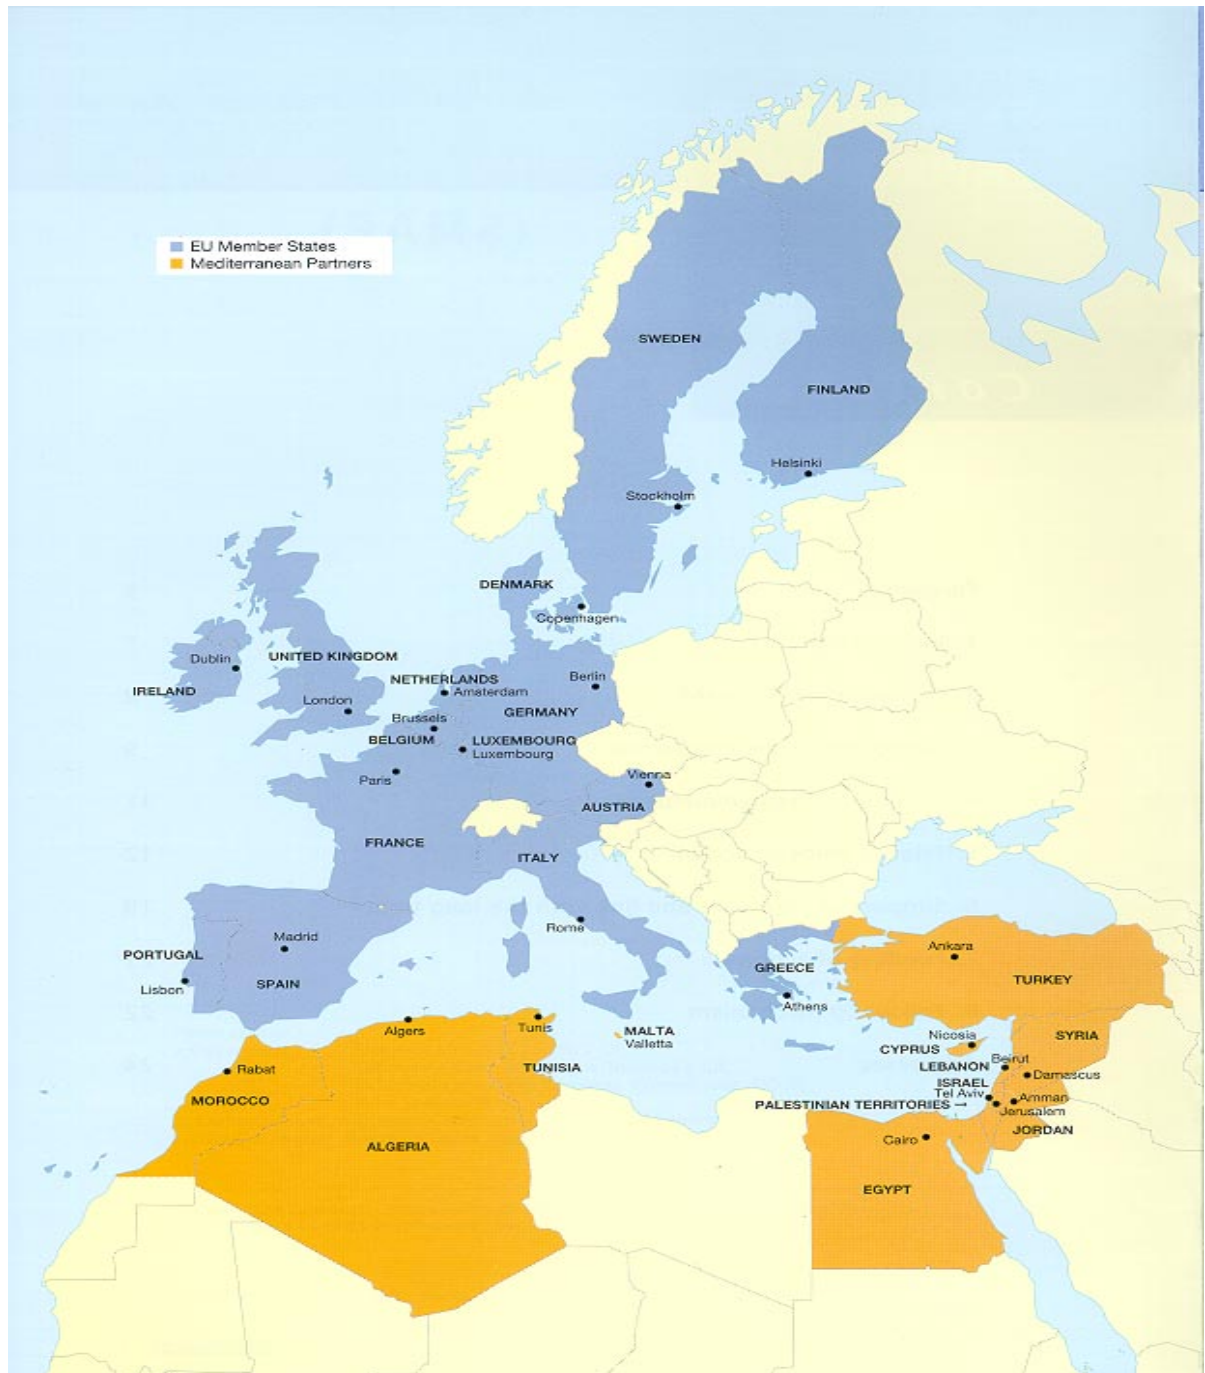 EU Member States
Mediterranean Partners
SWEDEN
FINLAND
Helsinki
Stockholm
DENMARK
Copenhagen
Dublin
UNITED KINGDOM
IRELAND
London
NETHERLANDS
Amsterdam
Berlin
GERMANY
Brussels
BELGIUM
LUXEMBOURG
Luxembourg
Paris
Vienna
AUSTRIA
FRANCE
ITALY
Rome
Madrid
PORTUGAL
Lisbon
SPAIN
GREECE
Athens
Ankara
TURKEY
Algers
Tunis
MALTA
Valletta
Nicosia
CYPRUS
SYRIA
Beirut
LEBANON
Damascus
ISRAEL
Tel Aviv
Amman
PALESTINIAN TERRITORIES →
Jerusalem
JORDAN
Rabat
MOROCCO
TUNISIA
ALGERIA
Cairo
EGYPT